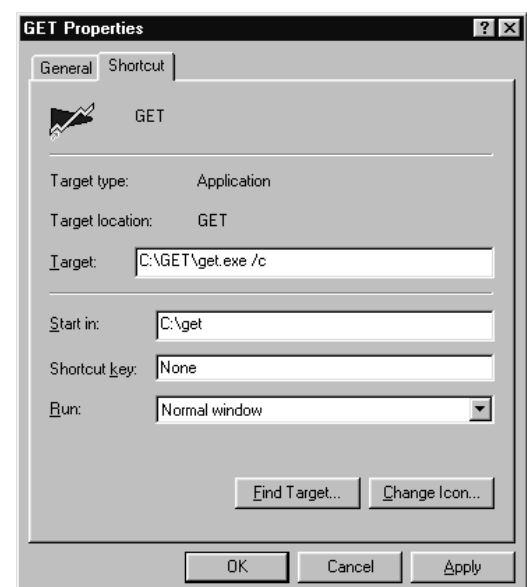 GET Properties
General Shortcut
GET
Target type: Application
Target location: GET
Target: C:\GET\get.exe /c
Start in: C:\get
Shortcut key: None
Run: Normal window
Find Target... Change Icon...
OK Cancel Apply